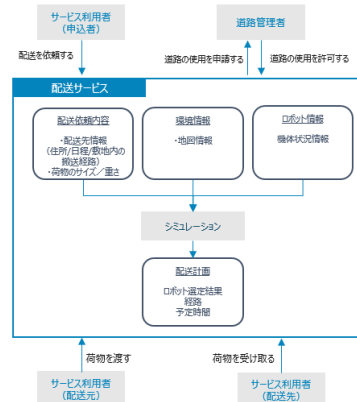 サービス利用者
(申込者)
道路管理者
配送を依頼する
道路の使用を申請する
道路の使用を許可する
配送サービス
配送依頼内容
・配送先情報
(住所/日程/敷地内の
搬送経路)
・荷物のサイズ/重さ
環境情報
・地図情報
ロボット情報
機体状況情報
シミュレーション
配送計画
ロボット選定結果
経路
予定時間
荷物を渡す
荷物を受け取る
サービス利用者
(配送元)
サービス利用者
(配送先)